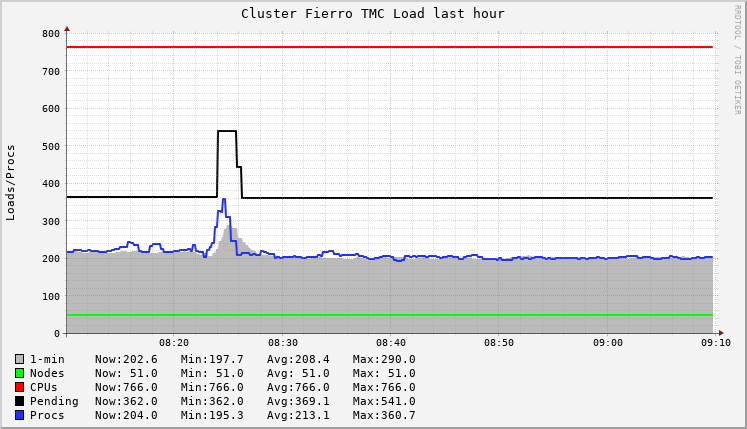 Cluster Fierro TMC Load last hour
RRDTOOL / TOBI OETIKER
Loads/Procs
800
700
600
500
400
300
200
100
0
08:20 08:30 08:40 08:50 09:00 09:10
1-min Now:202.6 Min:197.7 Avg:208.4 Max:290.0
Nodes Now: 51.0 Min: 51.0 Avg: 51.0 Max: 51.0
CPUs Now:766.0 Min:766.0 Avg:766.0 Max:766.0
Pending Now:362.0 Min:362.0 Avg:369.1 Max:541.0
Procs Now:204.0 Min:195.3 Avg:213.1 Max:360.7